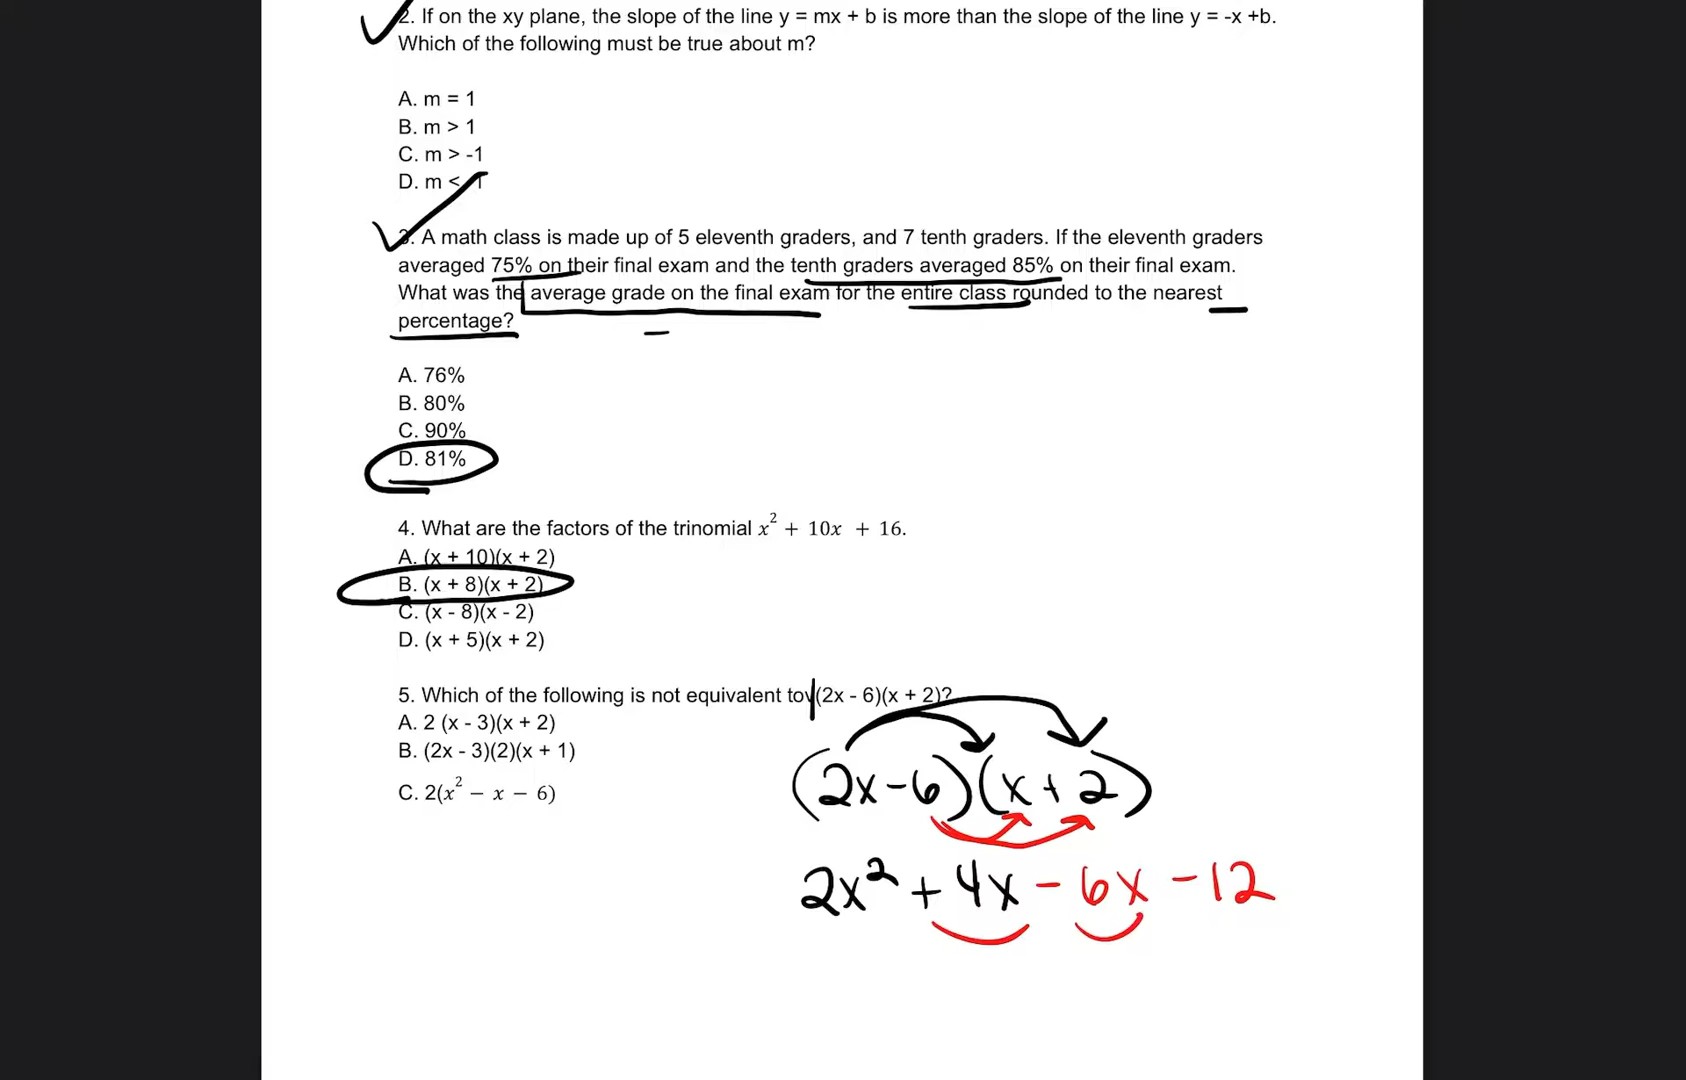 2. If on the xy plane, the slope of the line y = mx + b is more than the slope of the line y = -x +b.
Which of the following must be true about m?
A. m = 1
B. m > 1
C. m > -1
D. m < 1
3. A math class is made up of 5 eleventh graders, and 7 tenth graders. If the eleventh graders
averaged 75% on their final exam and the tenth graders averaged 85% on their final exam.
What was the average grade on the final exam for the entire class rounded to the nearest
percentage?
A. 76%
B. 80%
C. 90%
D. 81%
4. What are the factors of the trinomial x² + 10x + 16.
A. (x + 10)(x + 2)
B. (x + 8)(x + 2)
C. (x - 8)(x - 2)
D. (x + 5)(x + 2)
5. Which of the following is not equivalent to (2x - 6)(x + 2)?
A. 2 (x - 3)(x + 2)
B. (2x - 3)(2)(x + 1)
C. 2(x² − x − 6)
(2x-6)(x+2)
2x² + 4x - 6x - 12